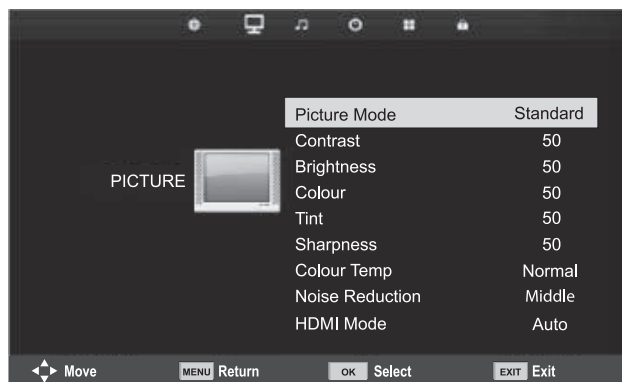 Picture Mode Standard
Contrast 50
Brightness 50
PICTURE
Colour 50
Tint 50
Sharpness 50
Colour Temp Normal
Noise Reduction Middle
HDMI Mode Auto
Move MENU Return OK Select EXIT Exit